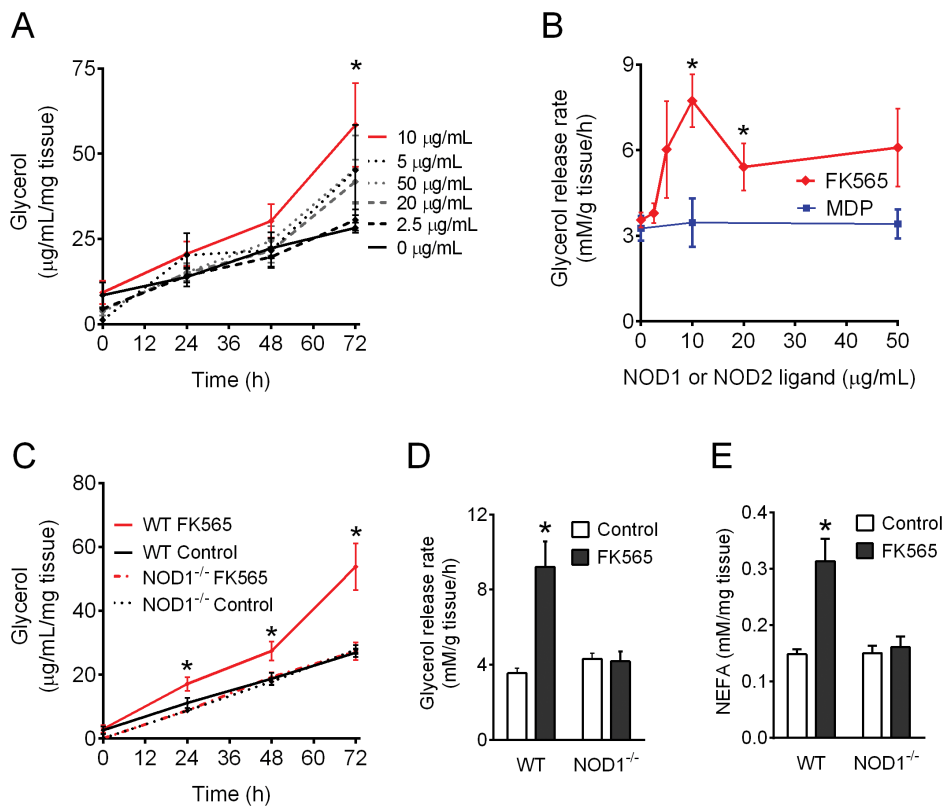 A
Glycerol
(μg/mL/mg tissue)
75
50
25
0
0 12 24 36 48 60 72
Time (h)
*
10 μg/mL
5 μg/mL
50 μg/mL
20 μg/mL
2.5 μg/mL
0 μg/mL
B
Glycerol release rate
(mM/g tissue/h)
9
6
3
0
0 10 20 30 40 50
NOD1 or NOD2 ligand (μg/mL)
*
*
FK565
MDP
C
Glycerol
(μg/mL/mg tissue)
80
60
40
20
0
0 12 24 36 48 60 72
Time (h)
WT FK565
WT Control
NOD1-/- FK565
NOD1-/- Control
*
*
*
D
Glycerol release rate
(mM/g tissue/h)
12
8
4
0
WT NOD1-/-
*
Control
FK565
E
NEFA (mM/mg tissue)
0.4
0.3
0.2
0.1
0.0
WT NOD1-/-
*
Control
FK565